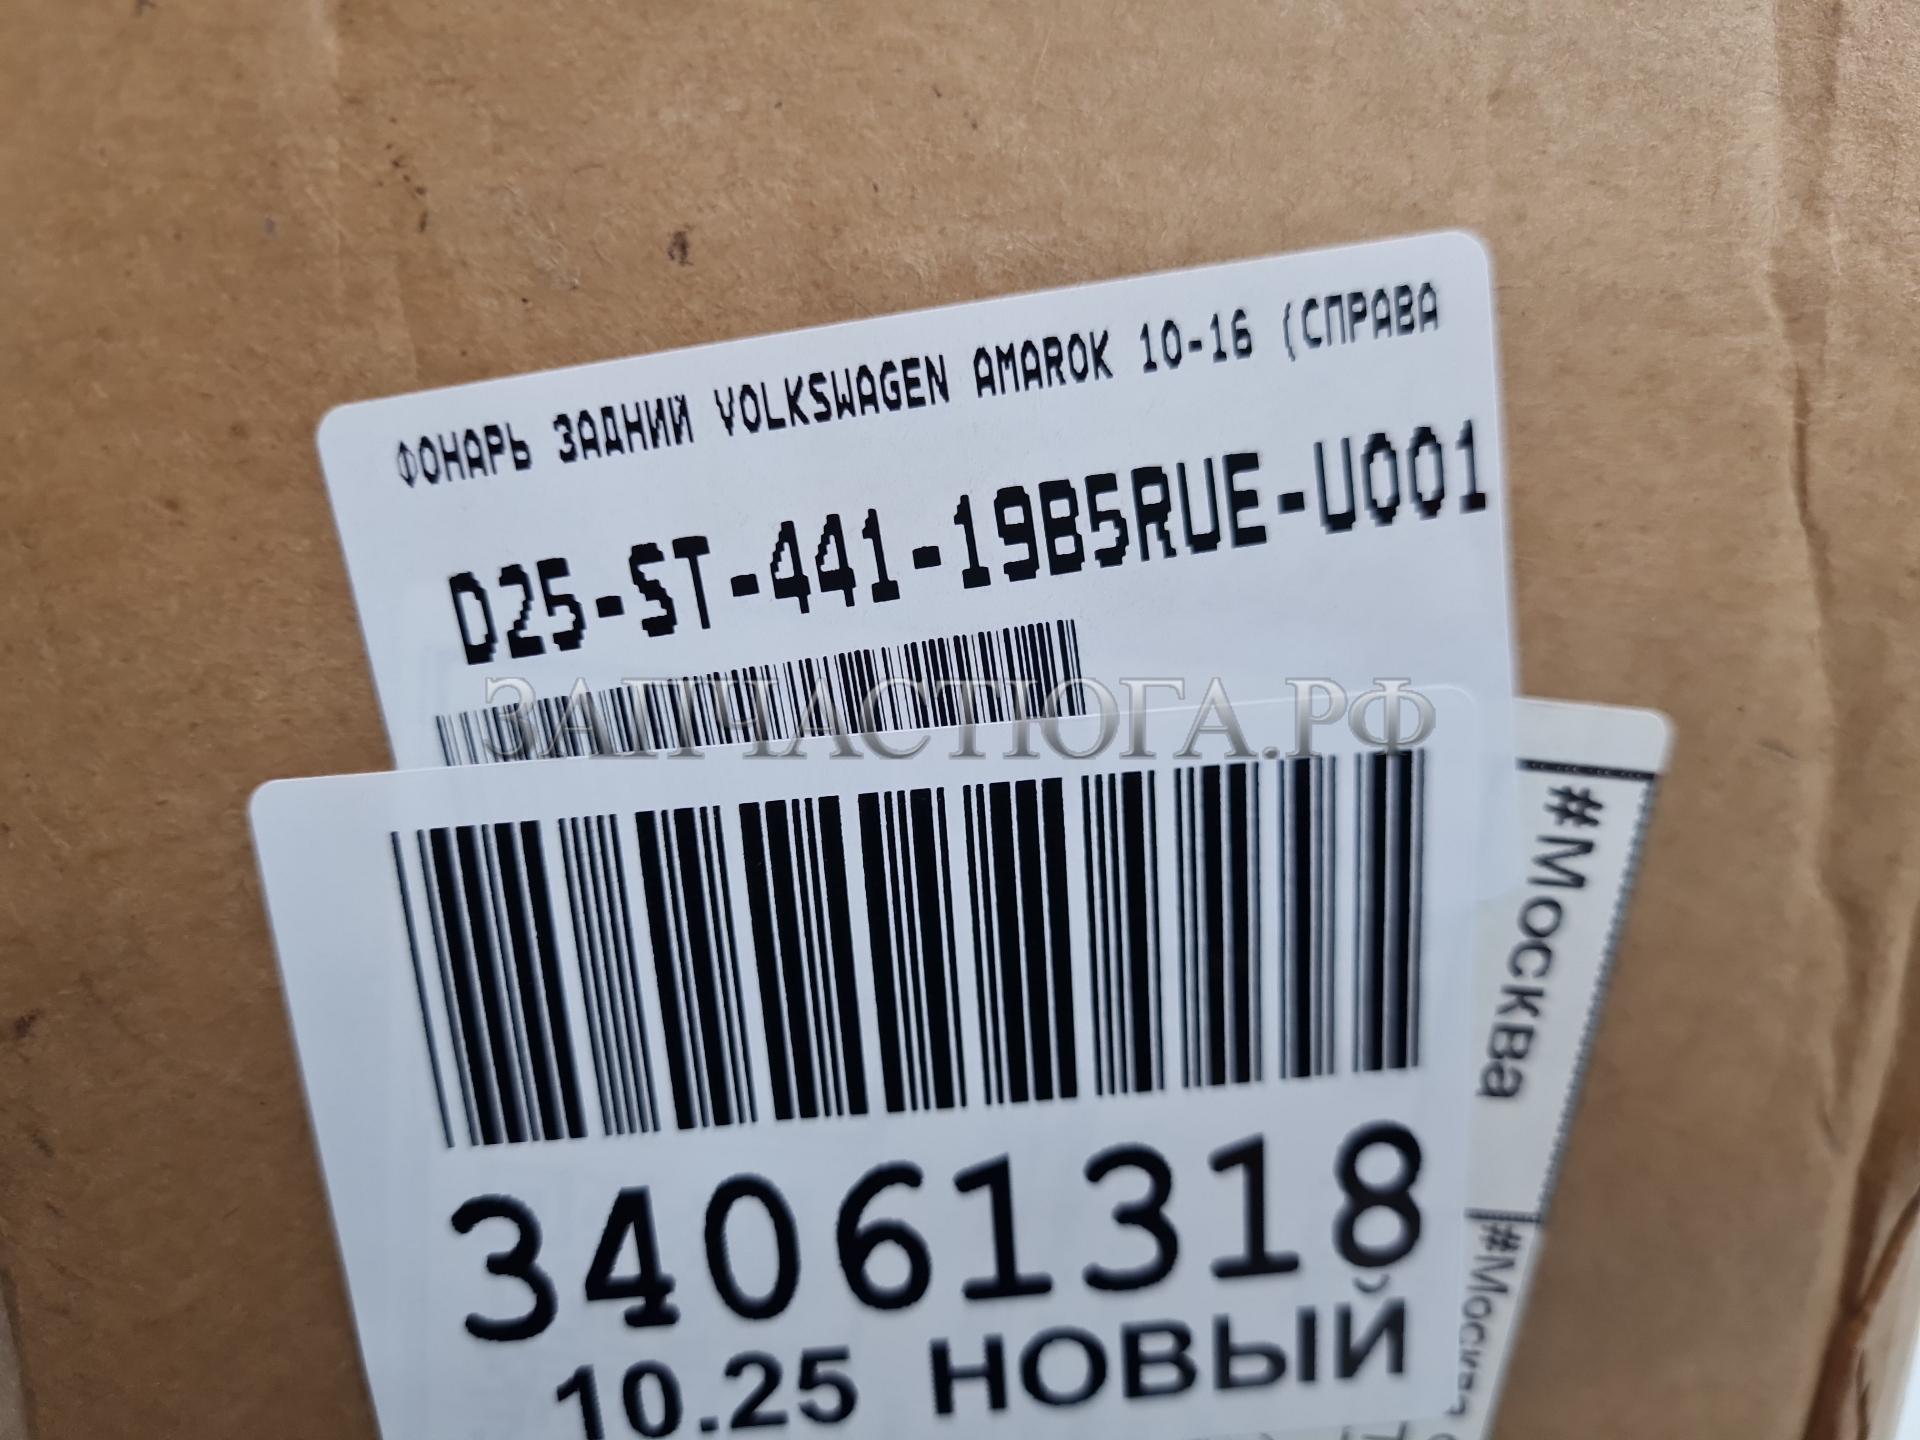 ФОНАРЬ ЗАДНИЙ VOLKSWAGEN AMAROK 10-16 (СПРАВА
D25-ST-441-19B5RUE-U001
ЗАПЧАСТЮГА.РФ
34061318
10.25 НОВЫЙ
#Москва
#Москва